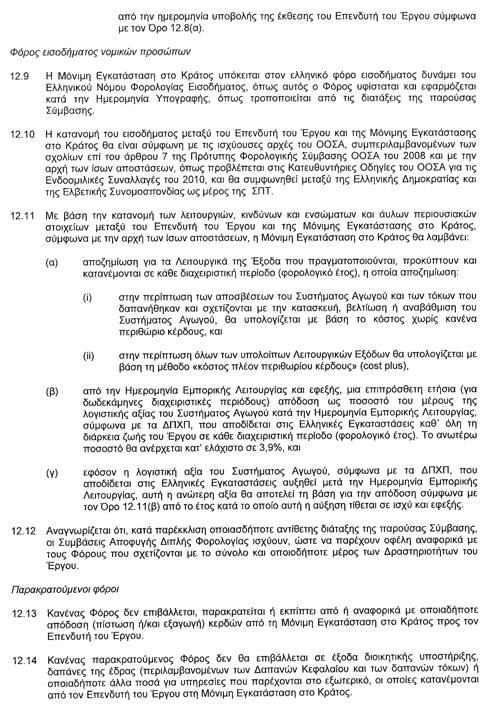 από την ημερομηνία υποβολής της έκθεσης του Επενδυτή του Έργου σύμφωνα
με τον Όρο 12.8(α).
Φόρος εισοδήματος νομικών προσώπων
12.9 Η Μόνιμη Εγκατάσταση στο Κράτος υπόκειται στον ελληνικό φόρο εισοδήματος δυνάμει του
Ελληνικού Νόμου Φορολογίας Εισοδήματος, όπως αυτός ο Φόρος υφίσταται και εφαρμόζεται
κατά την Ημερομηνία Υπογραφής, όπως τροποποιείται από τις διατάξεις της παρούσας
Σύμβασης.
12.10 Η κατανομή του εισοδήματος μεταξύ του Επενδυτή του Έργου και της Μόνιμης Εγκατάστασης
στο Κράτος θα είναι σύμφωνη με τις ισχύουσες αρχές του ΟΟΣΑ, συμπεριλαμβανομένων των
σχολίων επί του άρθρου 7 της Πρότυπης Φορολογικής Σύμβασης ΟΟΣΑ του 2008 και με την
αρχή των ίσων αποστάσεων, όπως προβλέπεται στις Κατευθυντήριες Οδηγίες του ΟΟΣΑ για τις
Ενδοομιλικές Συναλλαγές του 2010, και θα συμφωνηθεί μεταξύ της Ελληνικής Δημοκρατίας και
της Ελβετικής Συνομοσπονδίας ως μέρος της ΣΠΤ.
12.11 Με βάση την κατανομή των λειτουργιών, κινδύνων και ενσώματων και άυλων περιουσιακών
στοιχείων μεταξύ του Επενδυτή του Έργου και της Μόνιμης Εγκατάστασης στο Κράτος,
σύμφωνα με την αρχή των ίσων αποστάσεων, η Μόνιμη Εγκατάσταση στο Κράτος θα λαμβάνει:
(α) αποζημίωση για τα Λειτουργικά της Έξοδα που πραγματοποιούνται, προκύπτουν και
κατανέμονται σε κάθε διαχειριστική περίοδο (φορολογικό έτος), η οποία αποζημίωση:
(i) στην περίπτωση των αποσβέσεων του Συστήματος Αγωγού και των τόκων που
δαπανήθηκαν και σχετίζονται με την κατασκευή, βελτίωση ή αναβάθμιση του
Συστήματος Αγωγού, θα υπολογίζεται με βάση το κόστος χωρίς κανένα
περιθώριο κέρδους, και
(ii) στην περίπτωση όλων των υπολοίπων Λειτουργικών Εξόδων θα υπολογίζεται με
βάση τη μέθοδο «κόστος πλέον περιθωρίου κέρδους» (cost plus),
(β) από την Ημερομηνία Εμπορικής Λειτουργίας και εφεξής, μια επιπρόσθετη ετήσια (για
δωδεκάμηνες διαχειριστικές περιόδους) απόδοση ως ποσοστό του μέρους της
λογιστικής αξίας του Συστήματος Αγωγού κατά την Ημερομηνία Εμπορικής Λειτουργίας,
σύμφωνα με τα ΔΠΧΠ, που αποδίδεται στις Ελληνικές Εγκαταστάσεις καθ΄ όλη τη
διάρκεια ζωής του Έργου σε κάθε διαχειριστική περίοδο (φορολογικό έτος). Το ανωτέρω
ποσοστό θα ανέρχεται κατ΄ ελάχιστο σε 3,9%, και
(γ) εφόσον η λογιστική αξία του Συστήματος Αγωγού, σύμφωνα με τα ΔΠΧΠ, που
αποδίδεται στις Ελληνικές Εγκαταστάσεις αυξηθεί μετά την Ημερομηνία Εμπορικής
Λειτουργίας, αυτή η ανώτερη αξία θα αποτελεί τη βάση για την απόδοση σύμφωνα με
τον Όρο 12.11(β) από το έτος κατά το οποίο αυτή η αύξηση τίθεται σε ισχύ και εφεξής.
12.12 Αναγνωρίζεται ότι, κατά παρέκκλιση οποιασδήποτε αντίθετης διάταξης της παρούσας Σύμβασης,
οι Συμβάσεις Αποφυγής Διπλής Φορολογίας ισχύουν, ώστε να παρέχουν οφέλη αναφορικά με
τους Φόρους που σχετίζονται με το σύνολο και οποιοδήποτε μέρος των Δραστηριοτήτων του
Έργου.
Παρακρατούμενοι φόροι
12.13 Κανένας Φόρος δεν επιβάλλεται, παρακρατείται ή εκπίπτει από ή αναφορικά με οποιαδήποτε
απόδοση (πίστωση ή/και εξαγωγή) κερδών από τη Μόνιμη Εγκατάσταση στο Κράτος προς τον
Επενδυτή του Έργου.
12.14 Κανένας παρακρατούμενος Φόρος δεν θα επιβάλλεται σε έξοδα διοικητικής υποστήριξης,
δαπάνες της έδρας (περιλαμβανομένων των Δαπανών Κεφαλαίου και των δαπανών τόκων) ή
οποιαδήποτε άλλα ποσά για υπηρεσίες που παρέχονται στο εξωτερικό, οι οποίες κατανέμονται
από τον Επενδυτή του Έργου στη Μόνιμη Εγκατάσταση στο Κράτος.